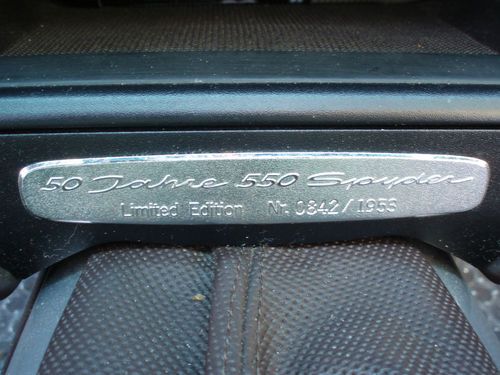 50 Jahre 550 Spyder
Limited Edition Nr. 0842/1953